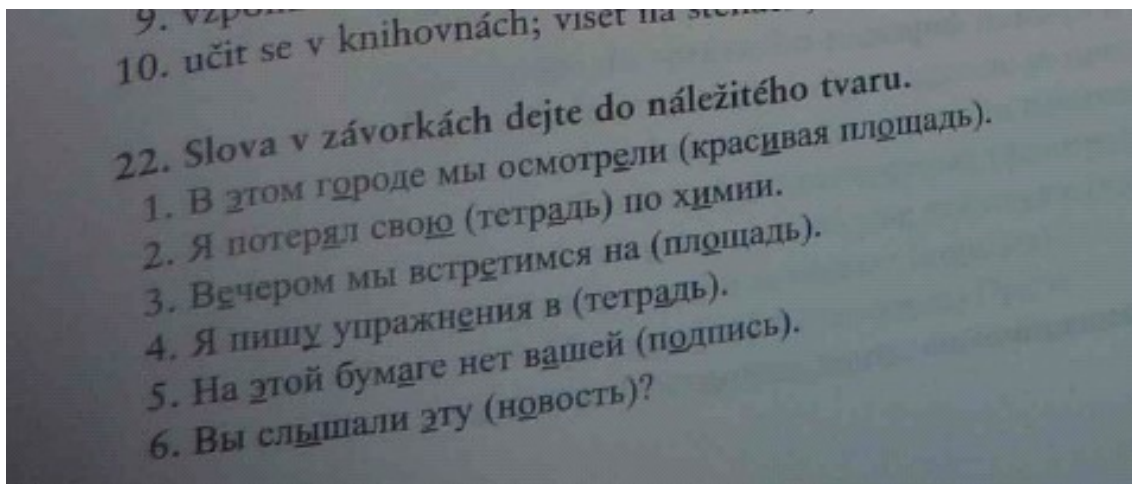 9.
10. učit se v knihovnách; viset na
22. Slova v závorkách dejte do náležitého tvaru.
1. В этом городе мы осмотрели (красивая площадь).
2. Я потерял свою (тетрадь) по химии.
3. Вечером мы встретимся на (площадь).
4. Я пишу упражнения в (тетрадь).
5. На этой бумаге нет вашей (подпись).
6. Вы слышали эту (новость)?